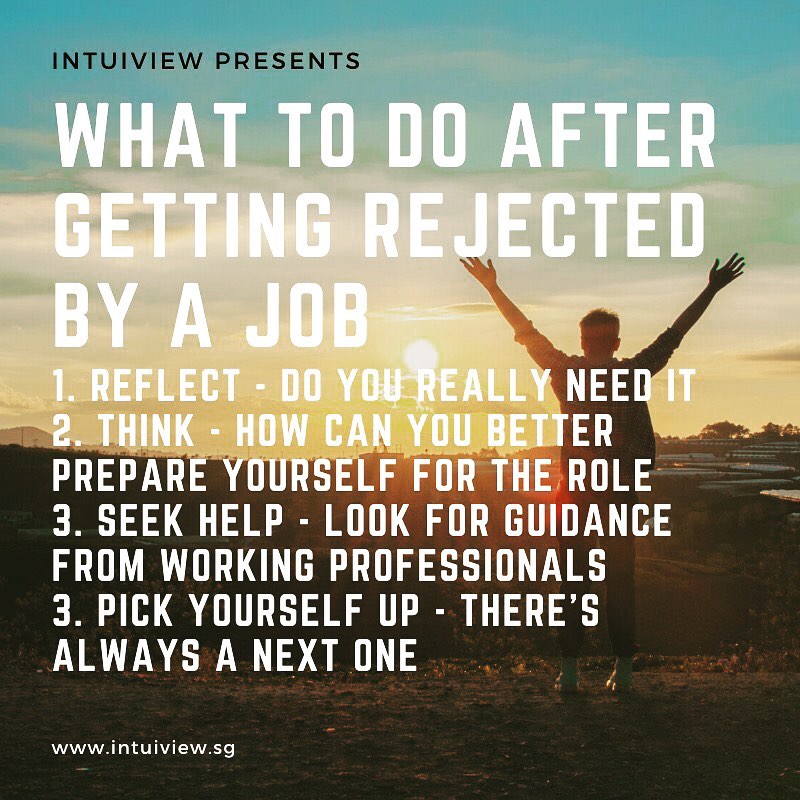 INTUIVIEW PRESENTS
WHAT TO DO AFTER
GETTING REJECTED
BY A JOB
1. REFLECT - DO YOU REALLY NEED IT
2. THINK - HOW CAN YOU BETTER
PREPARE YOURSELF FOR THE ROLE
3. SEEK HELP - LOOK FOR GUIDANCE
FROM WORKING PROFESSIONALS
3. PICK YOURSELF UP - THERE'S
ALWAYS A NEXT ONE
www.intuiview.sg